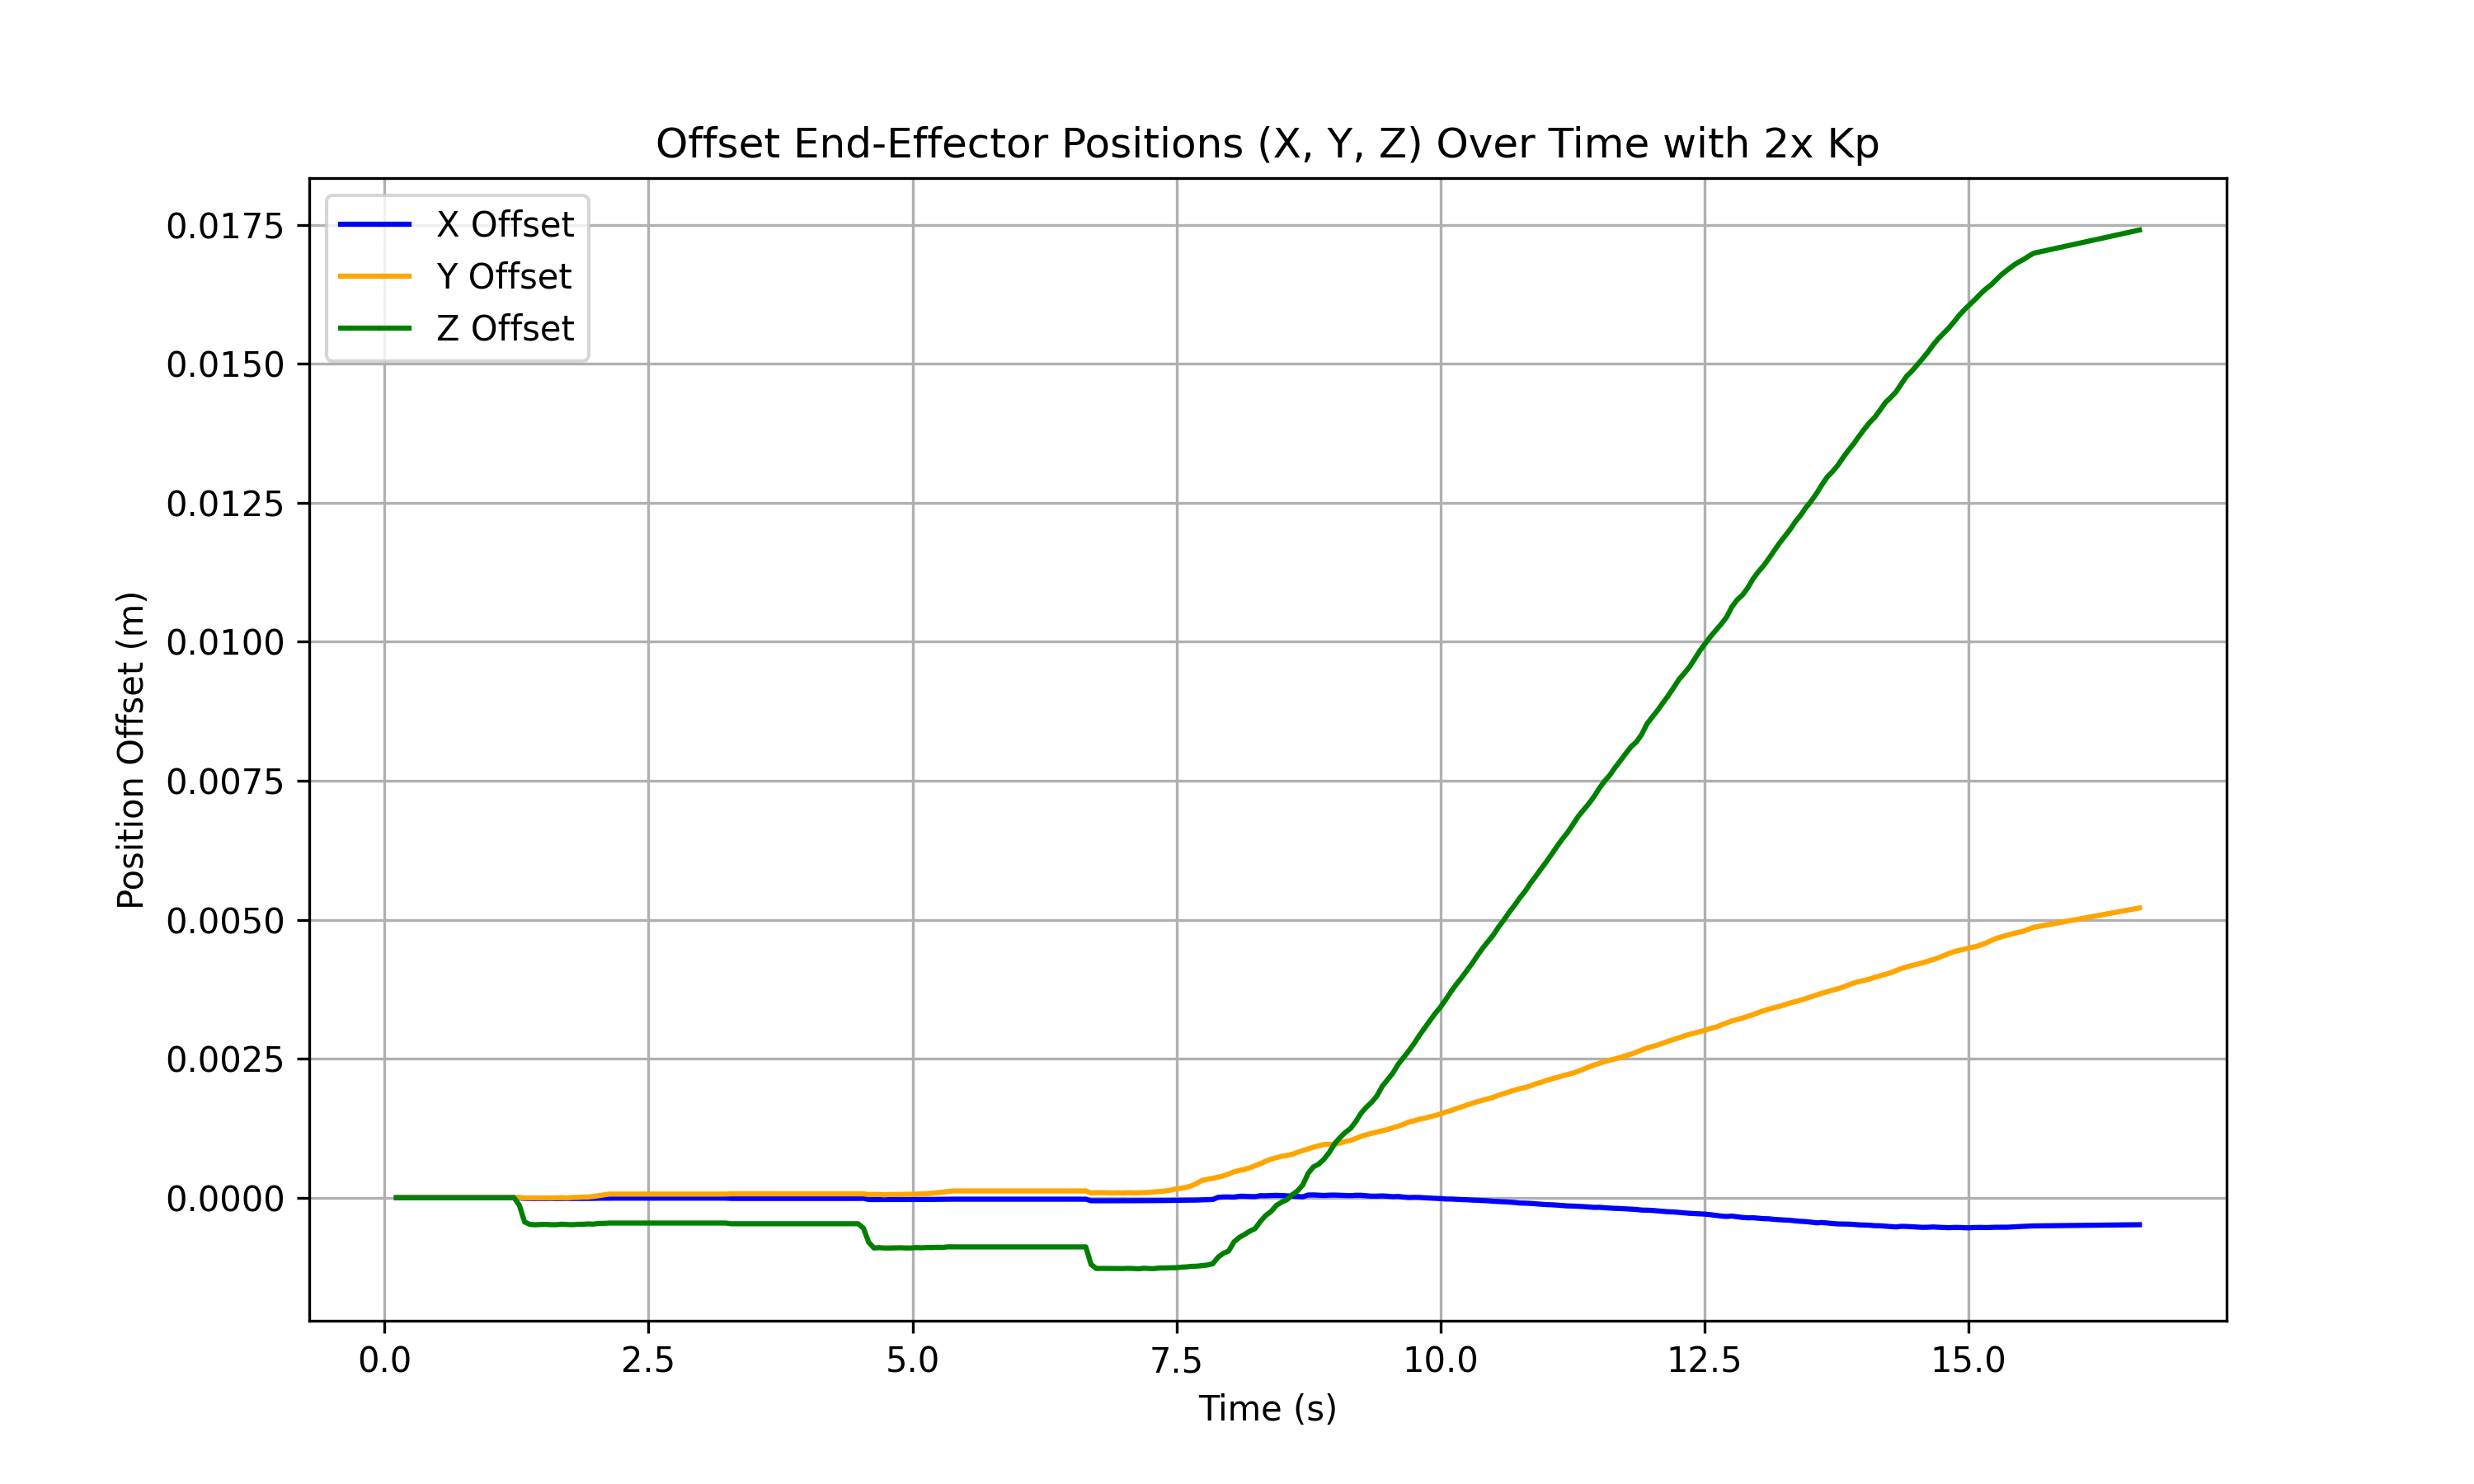 Offset End-Effector Positions (X, Y, Z) Over Time with 2x Kp
X Offset
Y Offset
Z Offset
Position Offset (m)
0.0175
0.0150
0.0125
0.0100
0.0075
0.0050
0.0025
0.0000
0.0 2.5 5.0 7.5 10.0 12.5 15.0
Time (s)